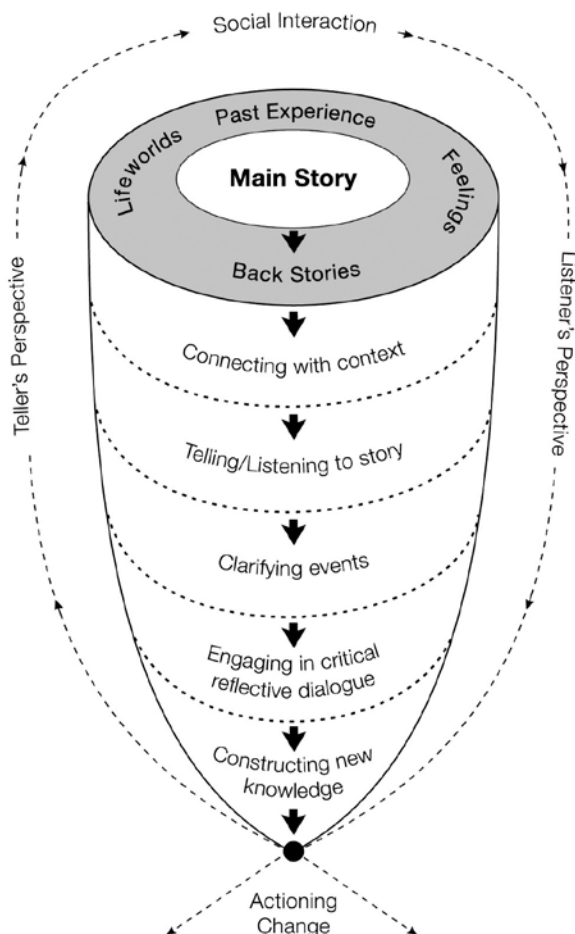 Social Interaction
Past Experience
Lifeworlds
Feelings
Main Story
Back Stories
Teller's Perspective
Listener's Perspective
Connecting with context
Telling/Listening to story
Clarifying events
Engaging in critical
reflective dialogue
Constructing new
knowledge
Actioning
Change